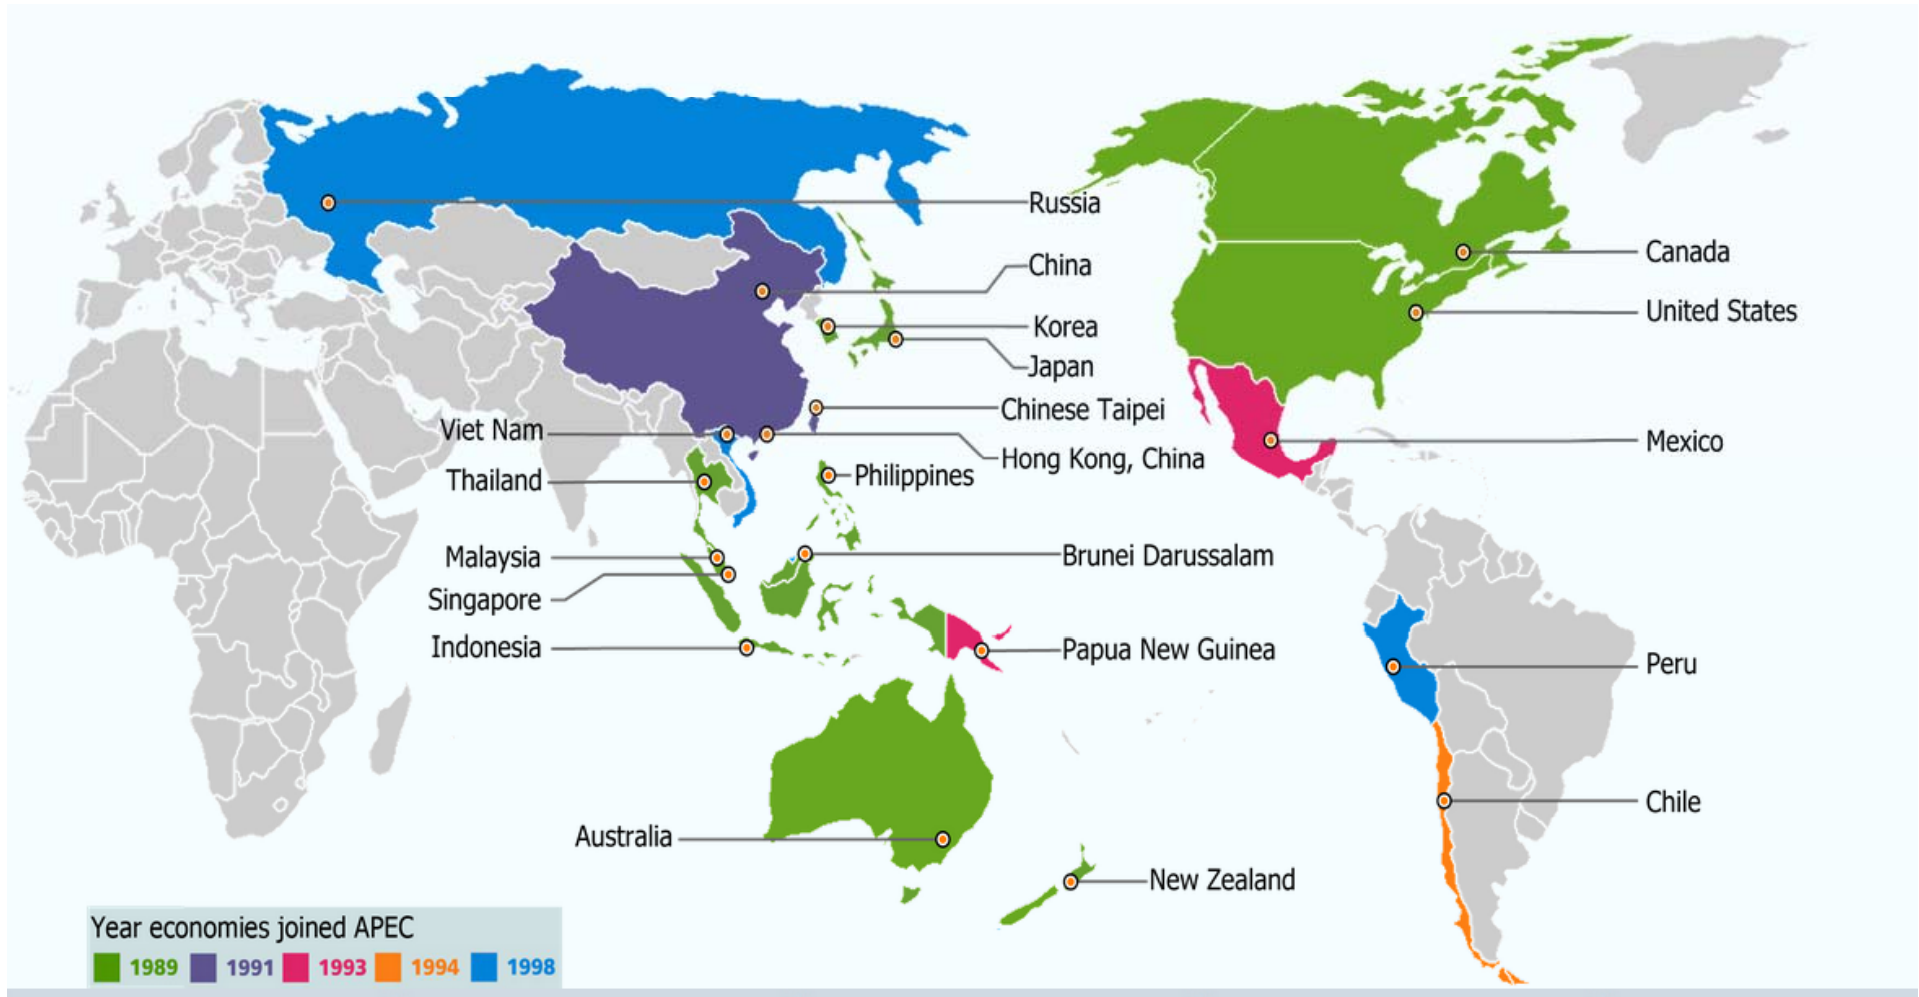 Russia
China
Canada
United States
Korea
Japan
Chinese Taipei
Viet Nam
Mexico
Hong Kong, China
Philippines
Thailand
Malaysia
Brunei Darussalam
Singapore
Indonesia
Papua New Guinea
Peru
Chile
Australia
New Zealand
Year economies joined APEC
1989 1991 1993 1994 1998